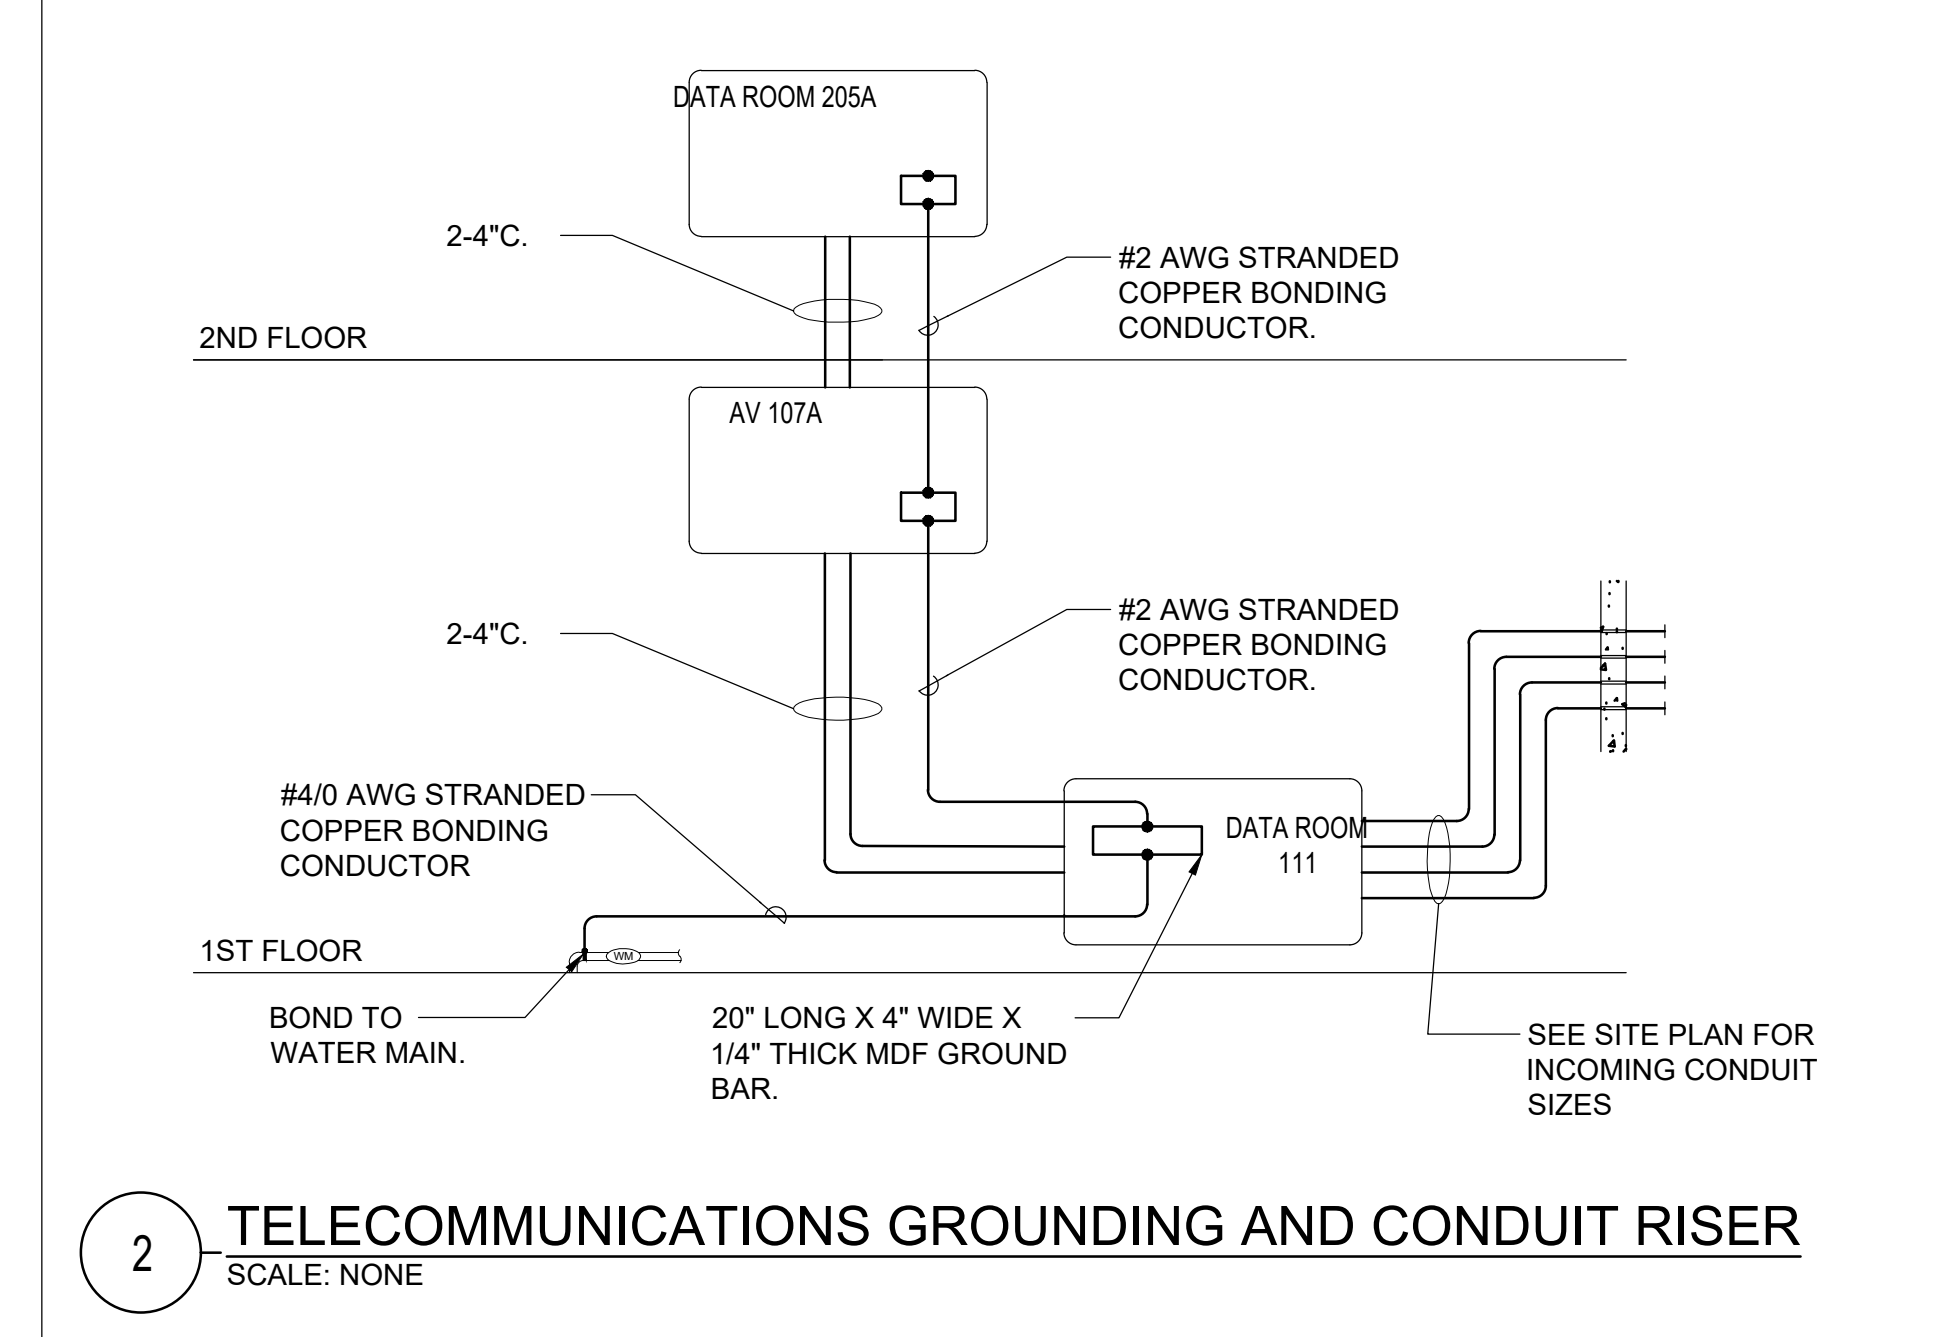 DATA ROOM 205A
2-4"C.
#2 AWG STRANDED
COPPER BONDING
CONDUCTOR.
2ND FLOOR
AV 107A
2-4"C.
#2 AWG STRANDED
COPPER BONDING
CONDUCTOR.
#4/0 AWG STRANDED
COPPER BONDING
CONDUCTOR
DATA ROOM
111
1ST FLOOR
WM
BOND TO
WATER MAIN.
20" LONG X 4" WIDE X
1/4" THICK MDF GROUND
BAR.
SEE SITE PLAN FOR
INCOMING CONDUIT
SIZES
2
TELECOMMUNICATIONS GROUNDING AND CONDUIT RISER
SCALE: NONE